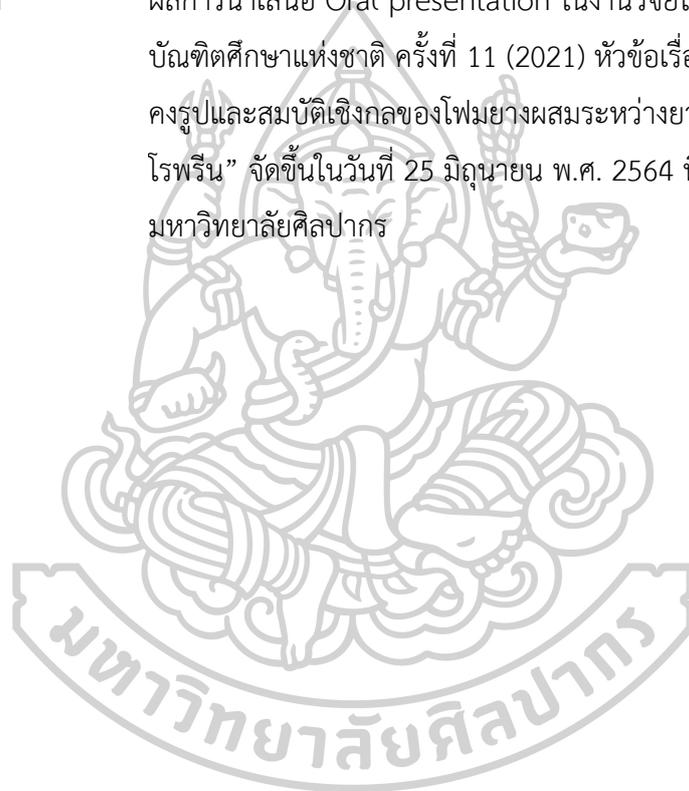 ผลการนำเสนอ Oral presentation ในงานวิจัย
บัณฑิตศึกษาแห่งชาติ ครั้งที่ 11 (2021) หัวข้อเรื่อ
คงรูปและสมบัติเชิงกลของโฟมยางผสมระหว่าง
โรพรีน” จัดขึ้นในวันที่ 25 มิถุนายน พ.ศ. 2564
มหาวิทยาลัยศิลปากร
มหาวิทยาลัยศิลปากร